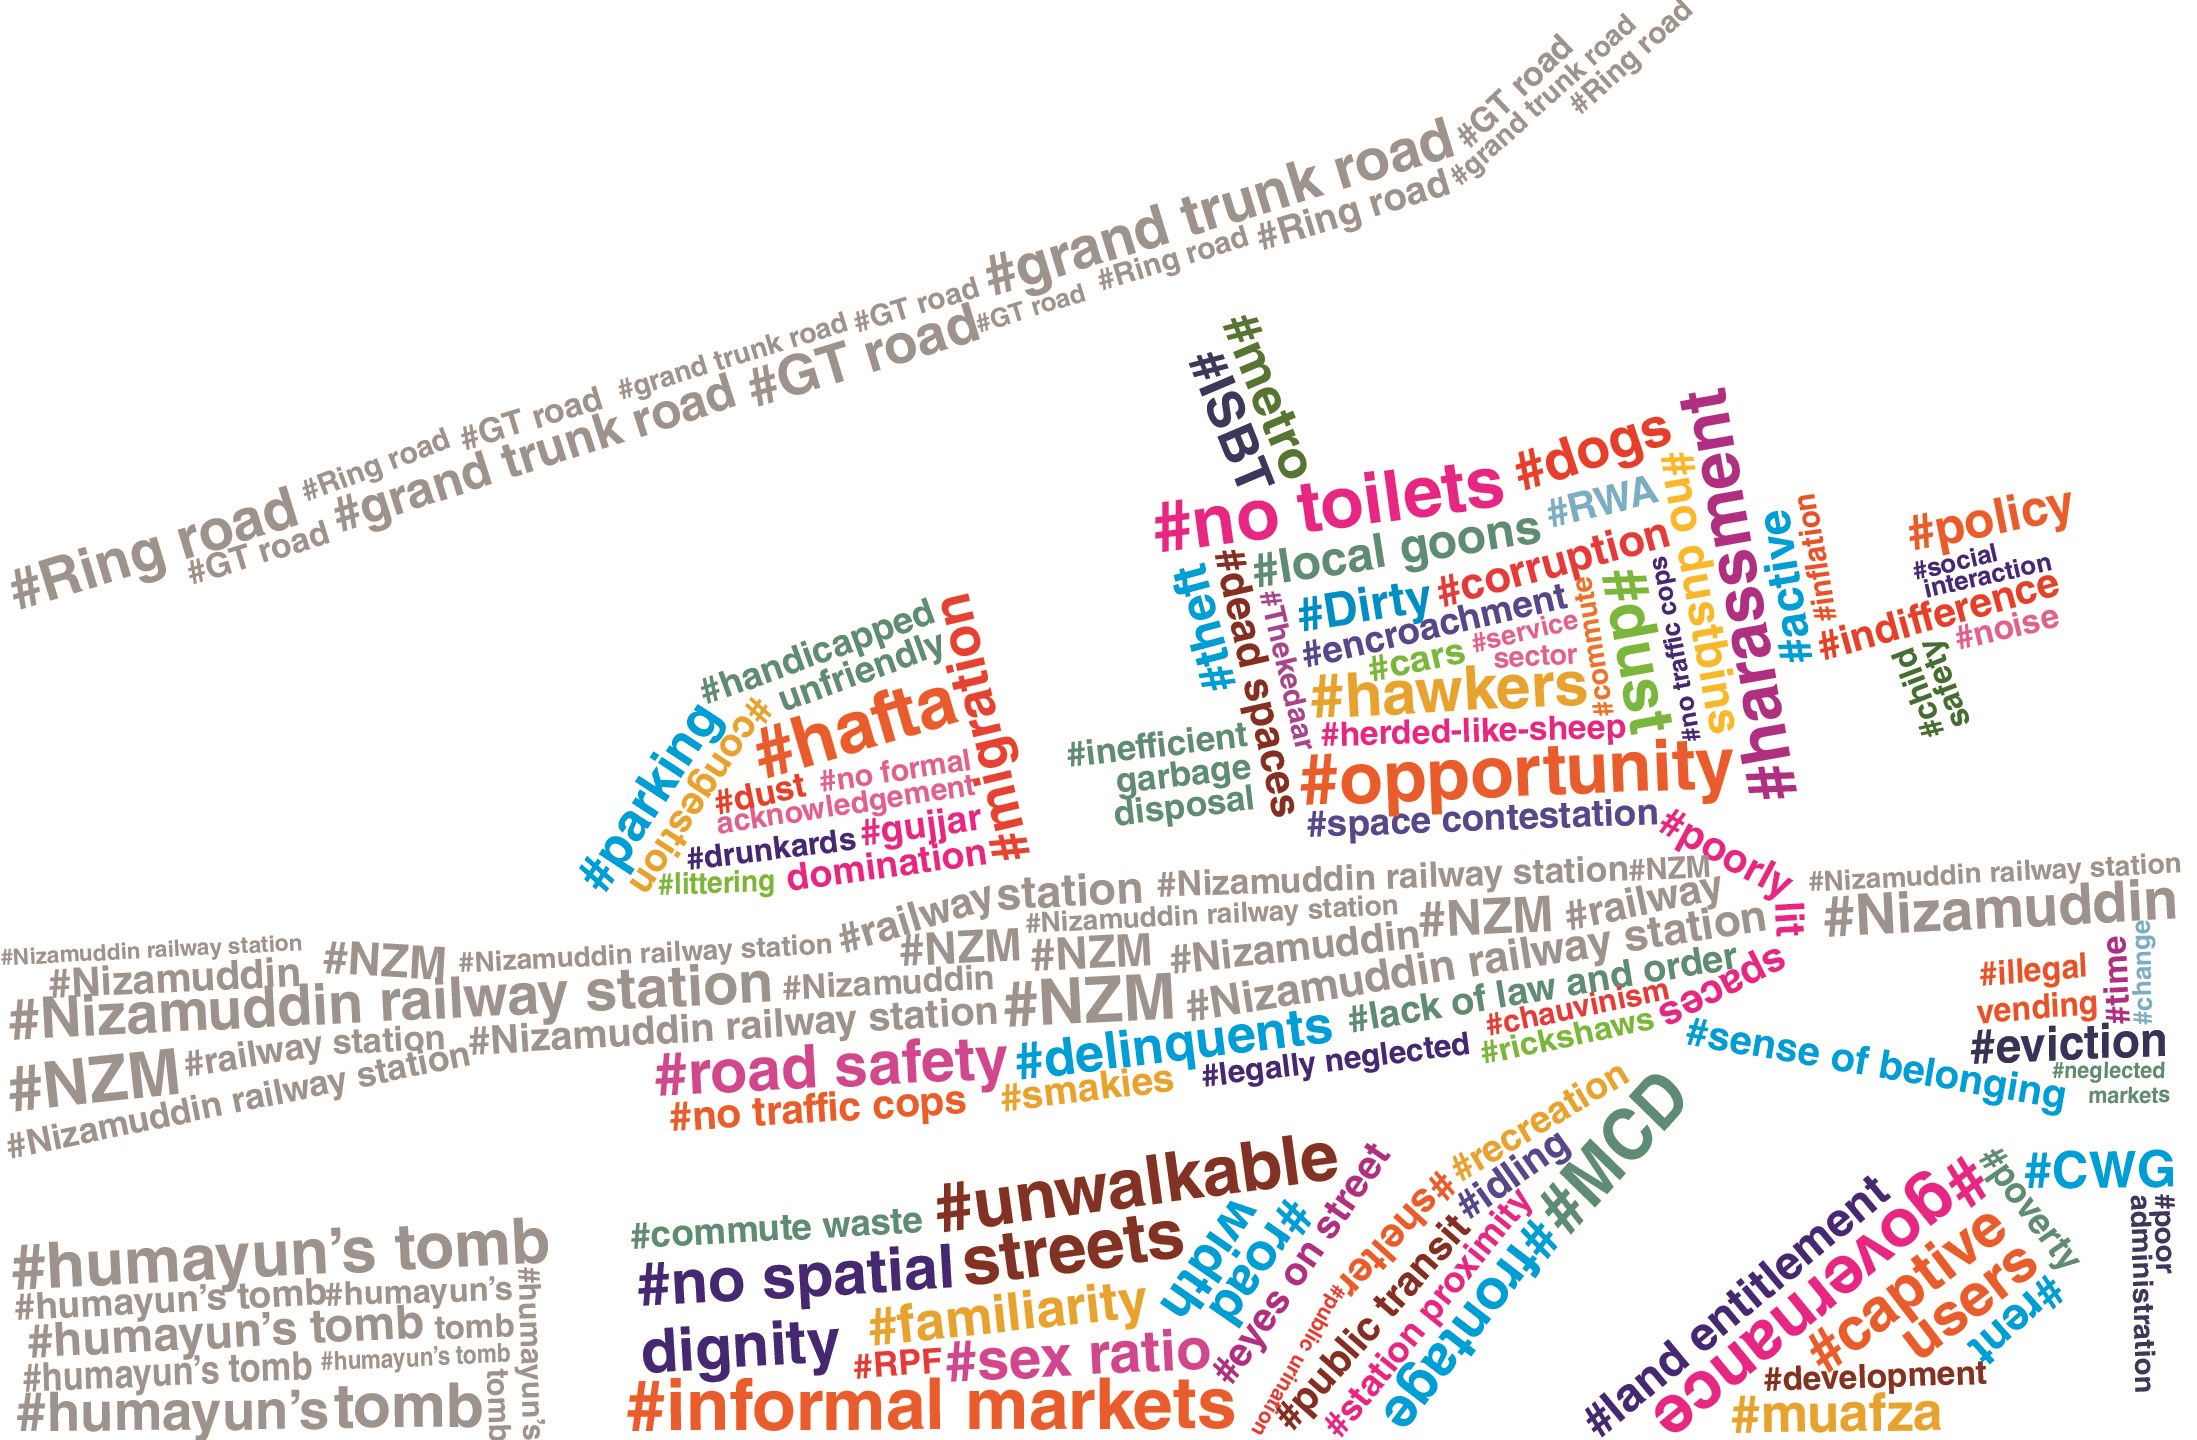 #Ring road
#GT road
#Ring road
#grand trunk road
#GT road
#grand trunk road
#GT road
#GT road
#GT road
#grand trunk road
#Ring road
#Ring road
#GT road
#grand trunk road
#Ring road
#metro
#ISBT
#no toilets
#dogs
#RWA
#local goons
#no dustbins
#harassment
#theft
#dead spaces
#Thekedaar
#Dirty
#corruption
#encroachment
#service
sector
#cars
#commute
#dust
#no traffic cops
#hawkers
#herded-like-sheep
#opportunity
#space contestation
#inefficient
garbage
disposal
#active
#inflation
#policy
#social
interaction
#indifference
#noise
#child
safety
#handicapped
unfriendly
#migration
#parking
#congestion
#hafta
#dust
#no formal
acknowledgement
#drunkards
#gujjar
domination
#littering
#poorly lit
spaces
#railway station
#Nizamuddin railway station
#NZM
#Nizamuddin railway station
#Nizamuddin
#Nizamuddin railway station
#Nizamuddin
#NZM
#Nizamuddin railway station
#NZM
#Nizamuddin railway station
#NZM
#Nizamuddin
#NZM
#railway
#Nizamuddin railway station
#Nizamuddin
#NZM
#Nizamuddin railway station
#NZM
#railway station
#Nizamuddin railway station
#Nizamuddin railway station
#road safety
#delinquents
#lack of law and order
#chauvinism
#rickshaws
#legally neglected
#smakies
#no traffic cops
#sense of belonging
#illegal
vending
#time
#change
#eviction
#neglected
markets
#humayun’s tomb
#humayun’s tomb
#humayun’s
tomb
#humayun’s tomb
#humayun’s tomb
#humayun’s tomb
#humayun’s tomb
#humayun’s
tomb
#commute waste
#unwalkable
streets
#no spatial
dignity
#familiarity
#RPF
#sex ratio
#informal markets
#road
width
#eyes on street
#public urination
#shelter
#recreation
#idling
#public transit
#station proximity
#frontage
#MCD
#land entitlement
#governance
#captive
users
#poverty
#rent
#CWG
#poor
administration
#development
#muafza